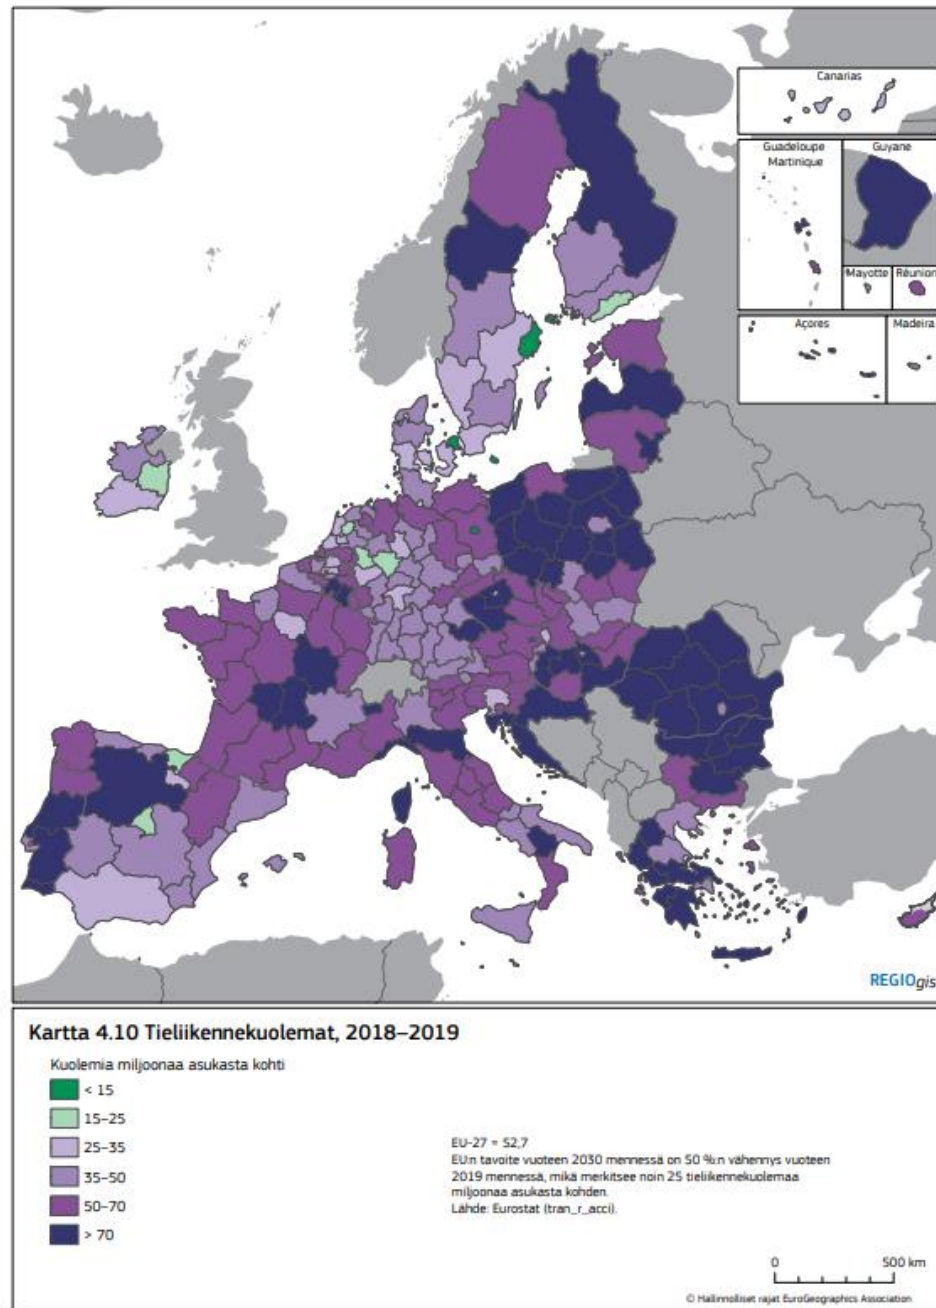 Canarias
Guadeloupe
Martinique
Guyane
Mayotte
Réunion
Açores
Madeira
REGIOgis
Kartta 4.10 Tieliikennekuolemat, 2018–2019
Kuolemia miljoonaa asukasta kohti
< 15
15–25
25–35
35–50
50–70
> 70
EU-27 = 52,7
EU:n tavoite vuoteen 2030 mennessä on 50 %:n vähennys vuoteen
2019 mennessä, mikä merkitsee noin 25 tieliikennekuolemaa
miljoonaa asukasta kohden.
Lähde: Eurostat (tran_r_acci).
0 500 km
© Hallinnolliset rajat EuroGeographics Association